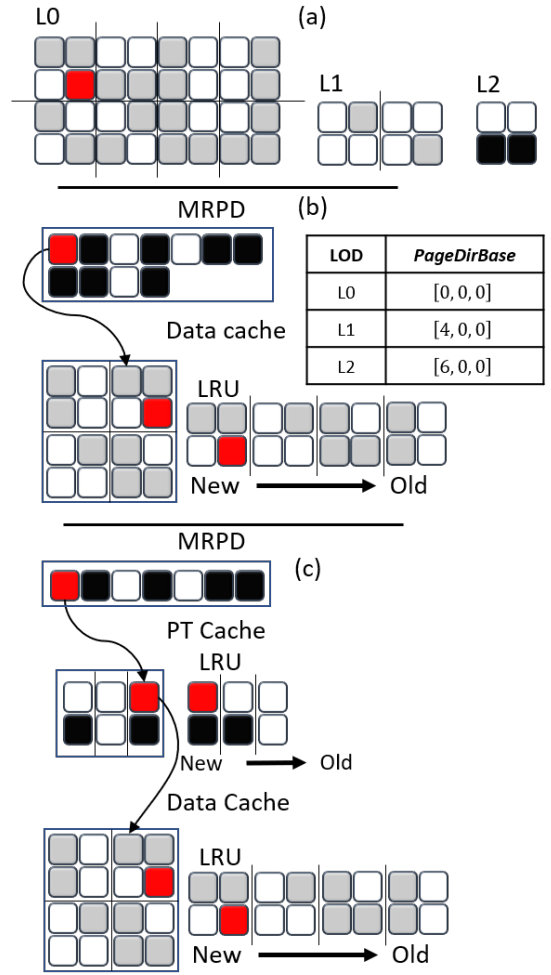 L0
(a)
L1
L2
MRPD
(b)
LOD PageDirBase
L0 [0, 0, 0]
L1 [4, 0, 0]
L2 [6, 0, 0]
Data cache
LRU
New Old
MRPD
(c)
PT Cache
LRU
New Old
Data Cache
LRU
New Old